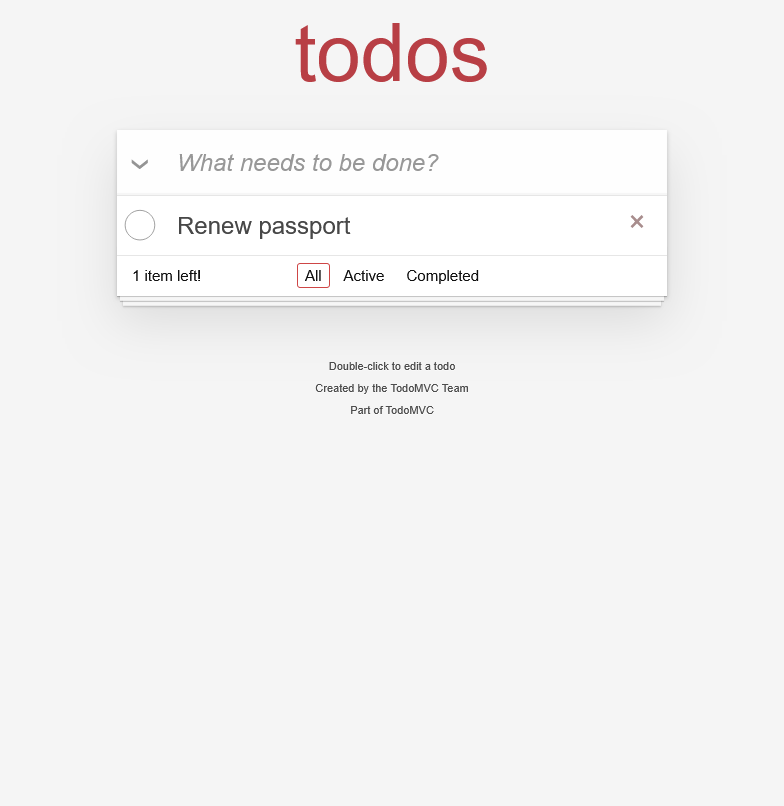 todos
What needs to be done?
Renew passport
1 item left! All Active Completed
Double-click to edit a todo
Created by the TodoMVC Team
Part of TodoMVC